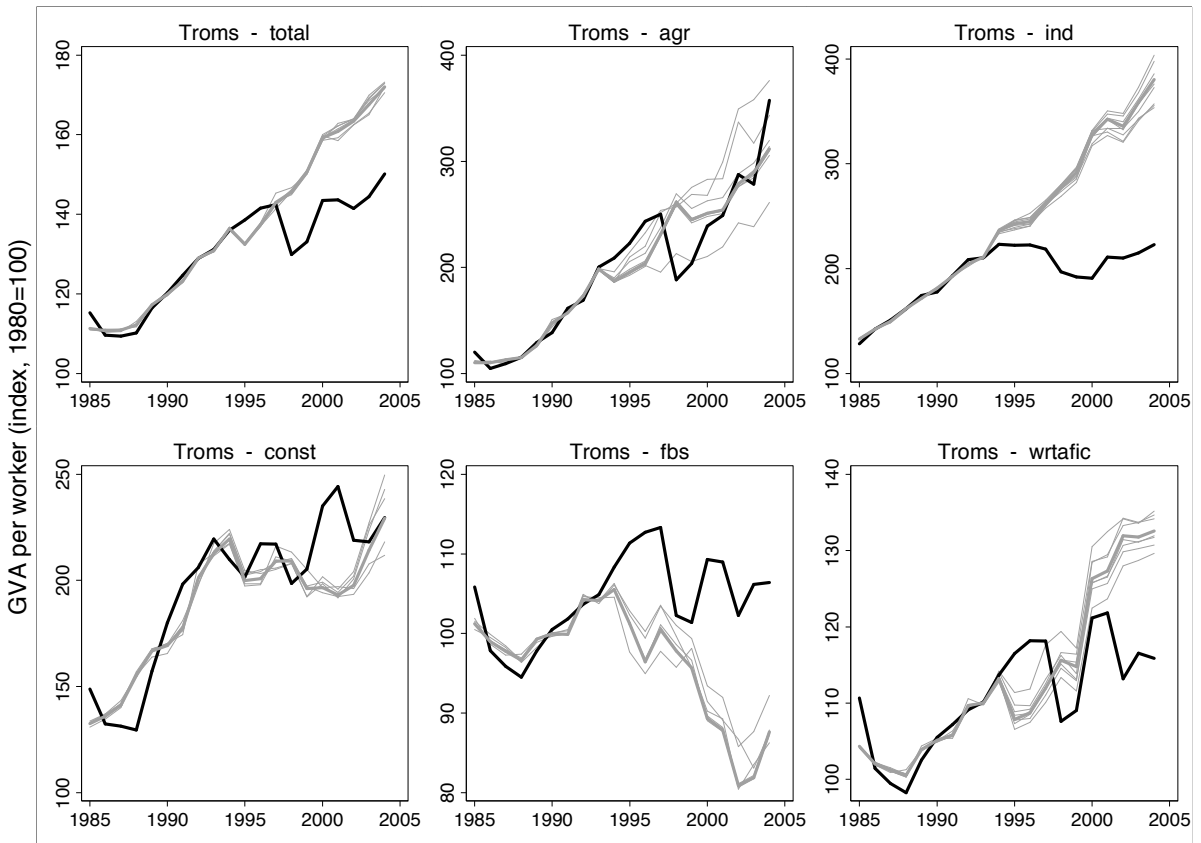 GVA per worker (index, 1980=100)
Troms - total
180
160
140
120
100
1985 1990 1995 2000 2005
Troms - agr
400
300
200
100
1985 1990 1995 2000 2005
Troms - ind
400
300
200
100
1985 1990 1995 2000 2005
Troms - const
250
200
150
100
1985 1990 1995 2000 2005
Troms - fbs
120
110
100
90
80
1985 1990 1995 2000 2005
Troms - wrtafic
140
130
120
110
100
1985 1990 1995 2000 2005